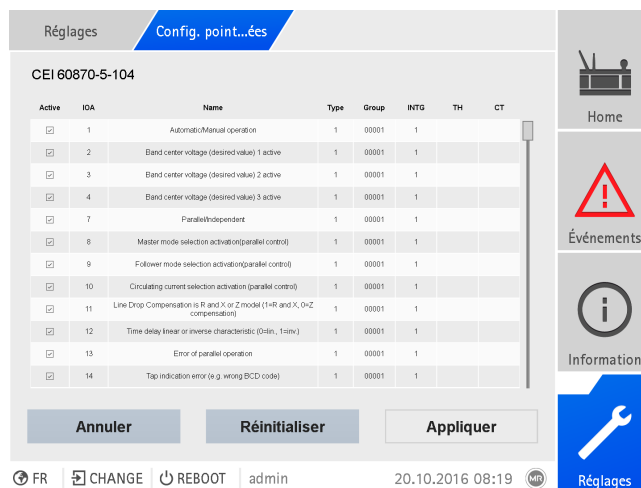 Réglages
Config. point...ées
CEI 60870-5-104
Active IOA Name Type Group INTG TH CT
1 Automatic/Manual operation 1 00001 1
2 Band center voltage (desired value) 1 active 1 00001 1
3 Band center voltage (desired value) 2 active 1 00001 1
4 Band center voltage (desired value) 3 active 1 00001 1
7 Parallel/Independent 1 00001 1
8 Master mode selection activation(parallel control) 1 00001 1
9 Follower mode selection activation(parallel control) 1 00001 1
10 Circulating current selection activation (parallel control) 1 00001 1
11 Line Drop Compensation is R and X or Z model (1=R and X, 0=Z 1 00001 1
compensation)
12 Time delay linear or inverse characteristic (0=lin., 1=inv.) 1 00001 1
13 Error of parallel operation 1 00001 1
14 Tap indication error (e.g. wrong BCD code) 1 00001 1
Annuler Réinitialiser Appliquer
FR CHANGE REBOOT admin 20.10.2016 08:19 MR
Home
Événements
Information
Réglages